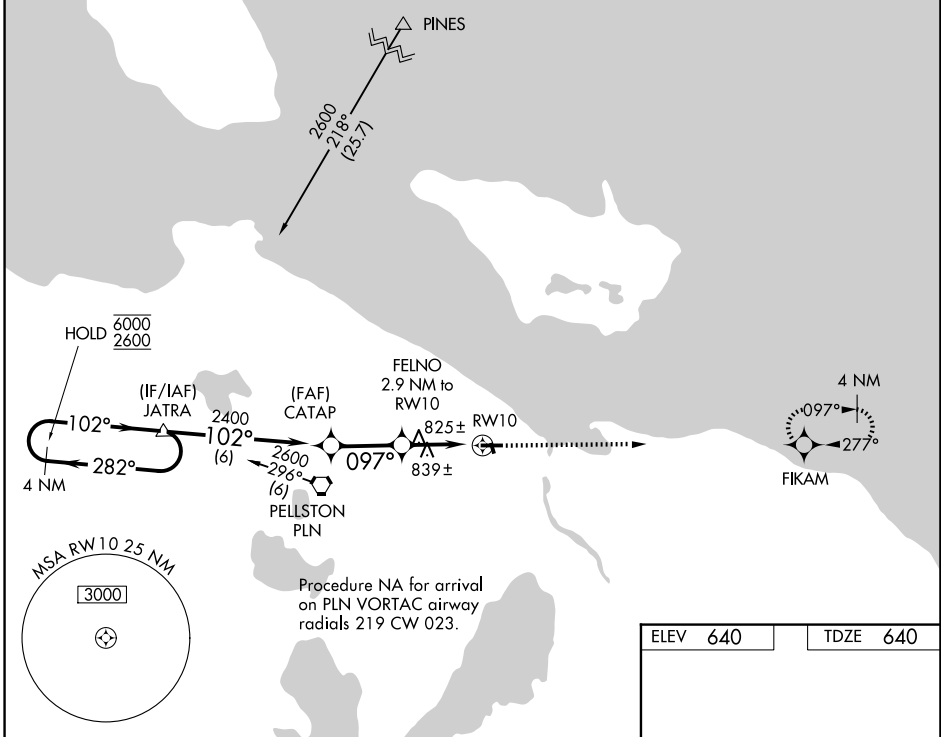 PINES
2600
218°
(25.7)
HOLD 6000
2600
(IF/IAF)
JATRA
(FAF)
CATAP
FELNO
2.9 NM to
RW10
825±
RW10
4 NM
097°
277°
FIKAM
102°
2400
102°
(6)
097°
839±
282°
4 NM
2600
296°
(6)
PELLSTON
PLN
MSA RW10 25 NM
3000
Procedure NA for arrival
on PLN VORTAC airway
radials 219 CW 023.
ELEV 640
TDZE 640